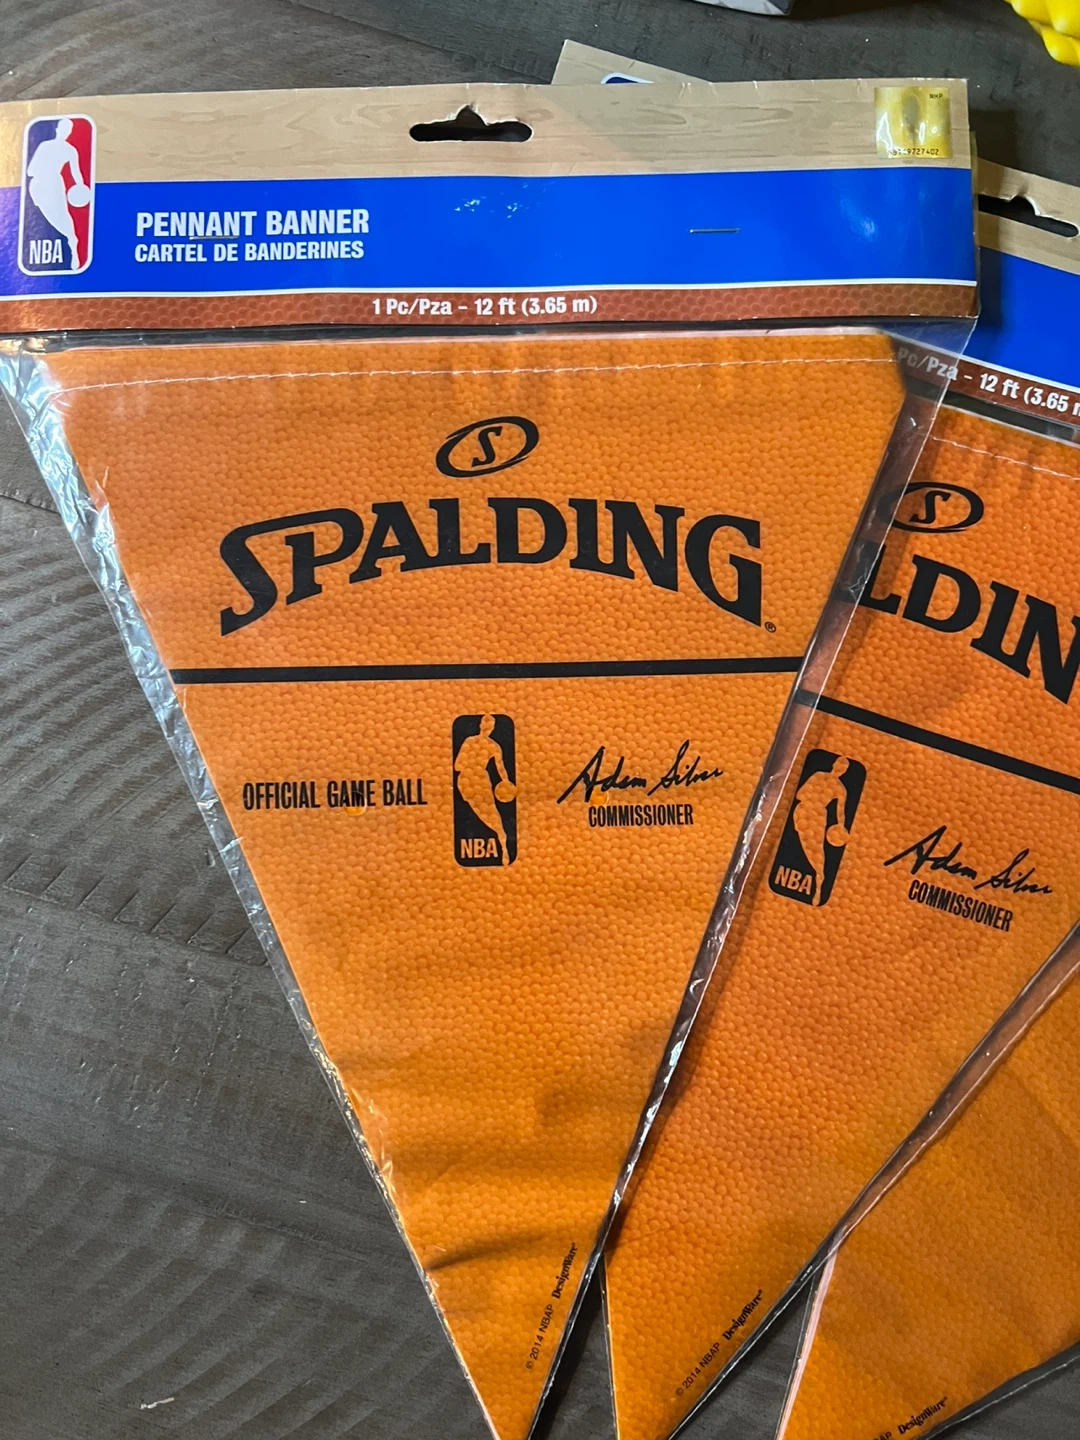 NBA
PENNANT BANNER
CARTEL DE BANDERINES
1 Pc/Pza - 12 ft (3.65 m)
S
SPALDING®
OFFICIAL GAME BALL
NBA
Adam Silver
COMMISSIONER
© 2014 NBAP DesignWare®
Pc/Pza - 12 ft (3.65
S
LDIN
NBA
Adam Silver
COMMISSIONER
© 2014 NBAP DesignWare®
DesignWare®